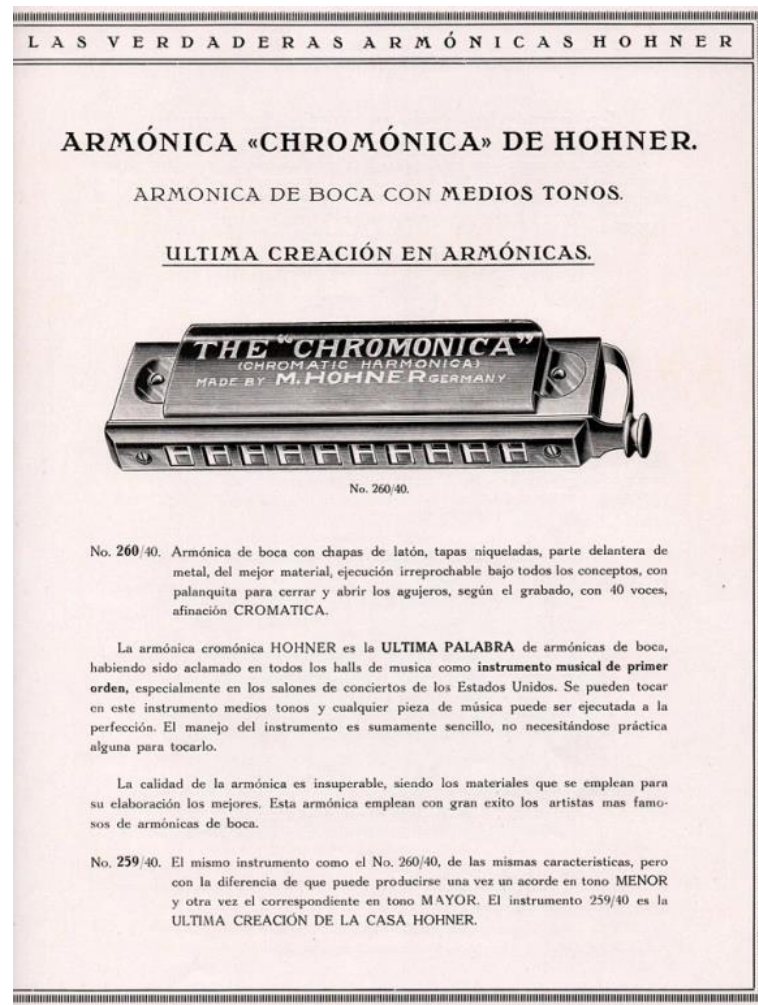 LAS VERDADERAS ARMÓNICAS HOHNER
ARMÓNICA «CHROMÓNICA» DE HOHNER.
ARMONICA DE BOCA CON MEDIOS TONOS.
ULTIMA CREACIÓN EN ARMÓNICAS.
THE "CHROMONICA"
(CHROMATIC HARMONICA)
MADE BY M. HOHNER GERMANY
No. 260/40.
No. 260/40. Armónica de boca con chapas de latón, tapas niqueladas, parte delantera de
metal, del mejor material, ejecución irreprochable bajo todos los conceptos, con
palanquita para cerrar y abrir los agujeros, según el grabado, con 40 voces,
afinación CROMATICA.
La armónica cromónica HOHNER es la ULTIMA PALABRA de armónicas de boca,
habiendo sido aclamado en todos los halls de musica como instrumento musical de primer
orden, especialmente en los salones de conciertos de los Estados Unidos. Se pueden tocar
en este instrumento medios tonos y cualquier pieza de música puede ser ejecutada a la
perfección. El manejo del instrumento es sumamente sencillo, no necesitándose práctica
alguna para tocarlo.
La calidad de la armónica es insuperable, siendo los materiales que se emplean para
su elaboración los mejores. Esta armónica emplean con gran exito los artistas mas famo-
sos de armónicas de boca.
No. 259/40. El mismo instrumento como el No. 260/40, de las mismas caracteristicas, pero
con la diferencia de que puede producirse una vez un acorde en tono MENOR
y otra vez el correspondiente en tono MAYOR. El instrumento 259/40 es la
ULTIMA CREACIÓN DE LA CASA HOHNER.